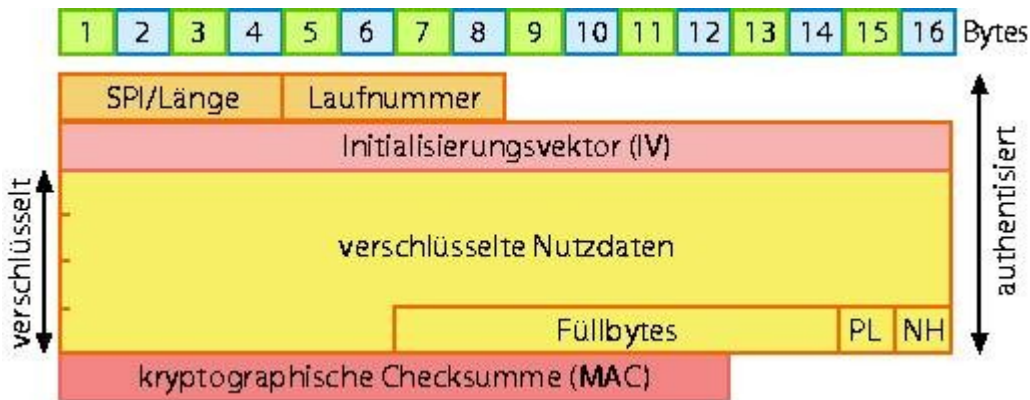 1 2 3 4 5 6 7 8 9 10 11 12 13 14 15 16 Bytes
SPI/Länge Laufnummer
Initialisierungsvektor (IV)
verschlüsselt
verschlüsselte Nutzdaten
authentisiert
Füllbytes PL NH
kryptographische Checksumme (MAC)